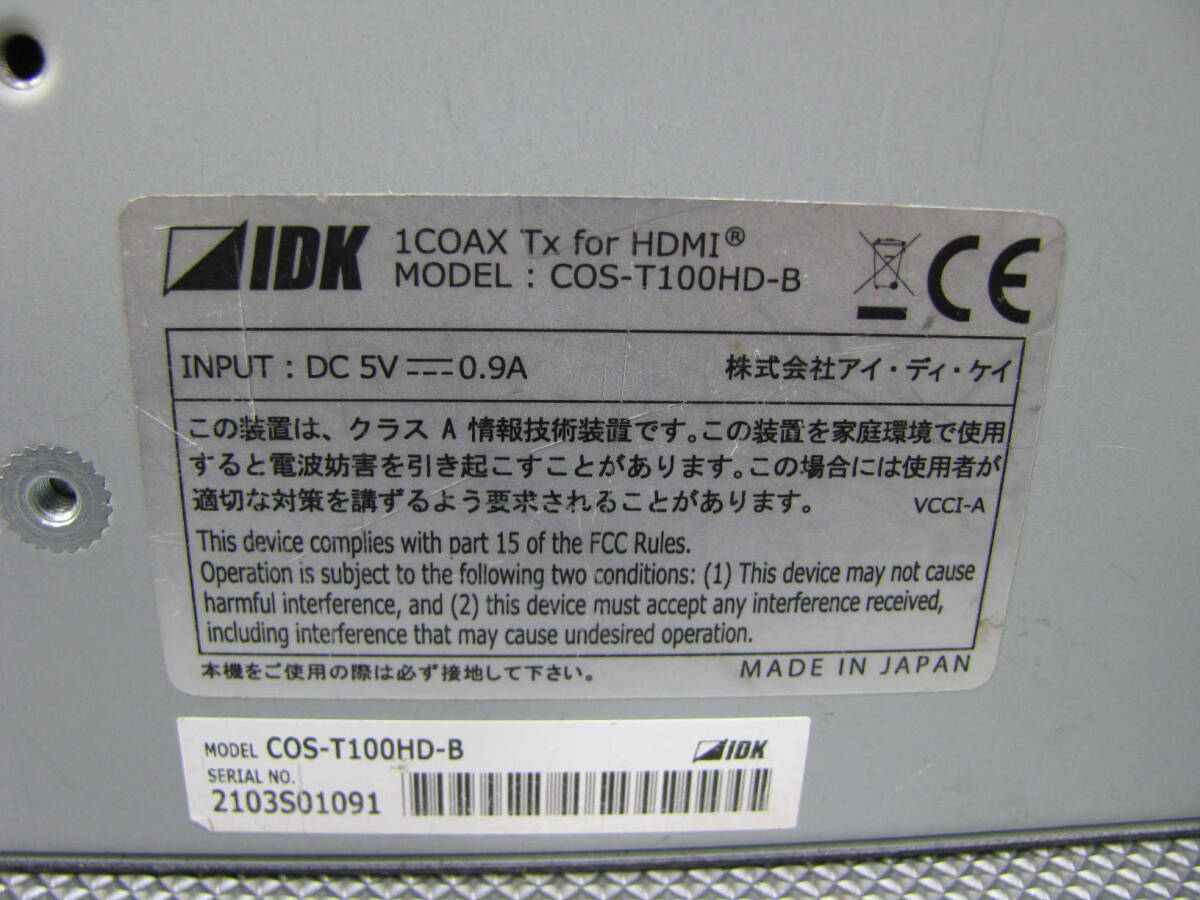 IDK
1COAX Tx for HDMI®
MODEL : COS-T100HD-B
CE
INPUT : DC 5V ⎓ 0.9A
株式会社アイ・ディ・ケイ
この装置は、クラス A 情報技術装置です。この装置を家庭環境で使用
すると電波妨害を引き起こすことがあります。この場合には使用者が
適切な対策を講ずるよう要求されることがあります。
VCCI-A
This device complies with part 15 of the FCC Rules.
Operation is subject to the following two conditions: (1) This device may not cause
harmful interference, and (2) this device must accept any interference received,
including interference that may cause undesired operation.
本機をご使用の際は必ず接地して下さい。
MADE IN JAPAN
MODEL COS-T100HD-B
IDK
SERIAL NO.
2103S01091